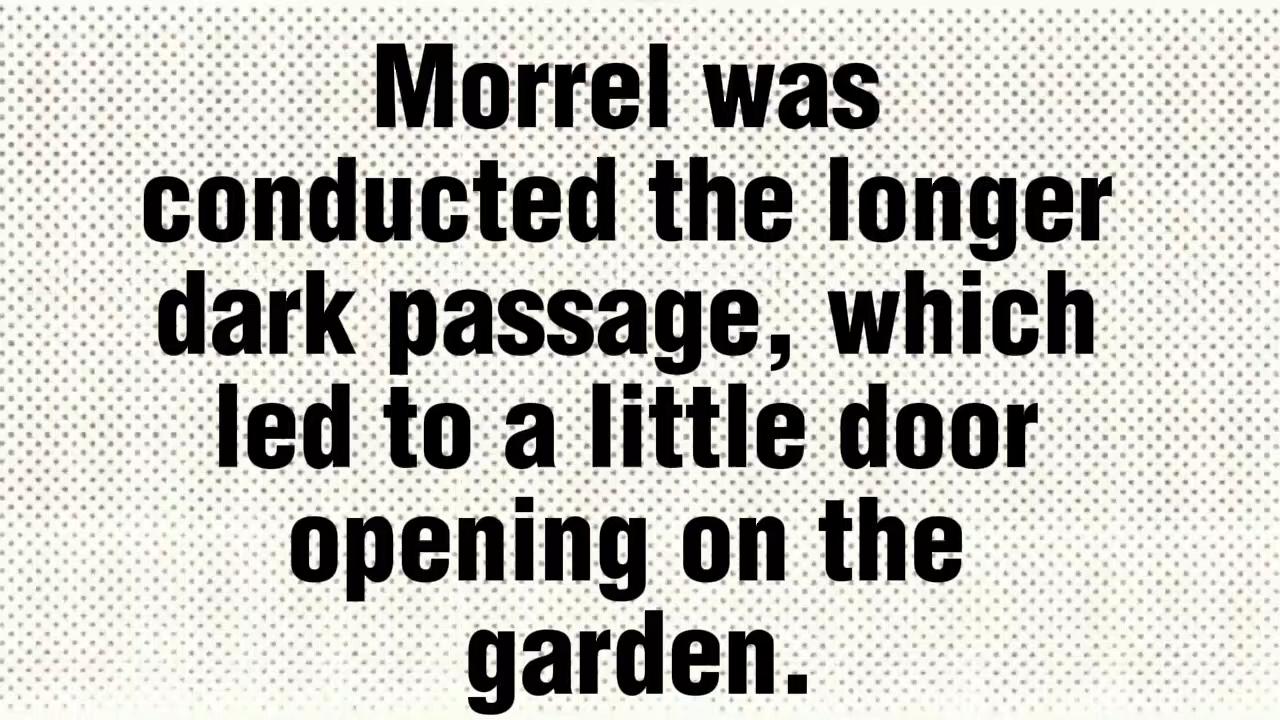 Morrel was
conducted the longer
dark passage, which
led to a little door
opening on the
garden.